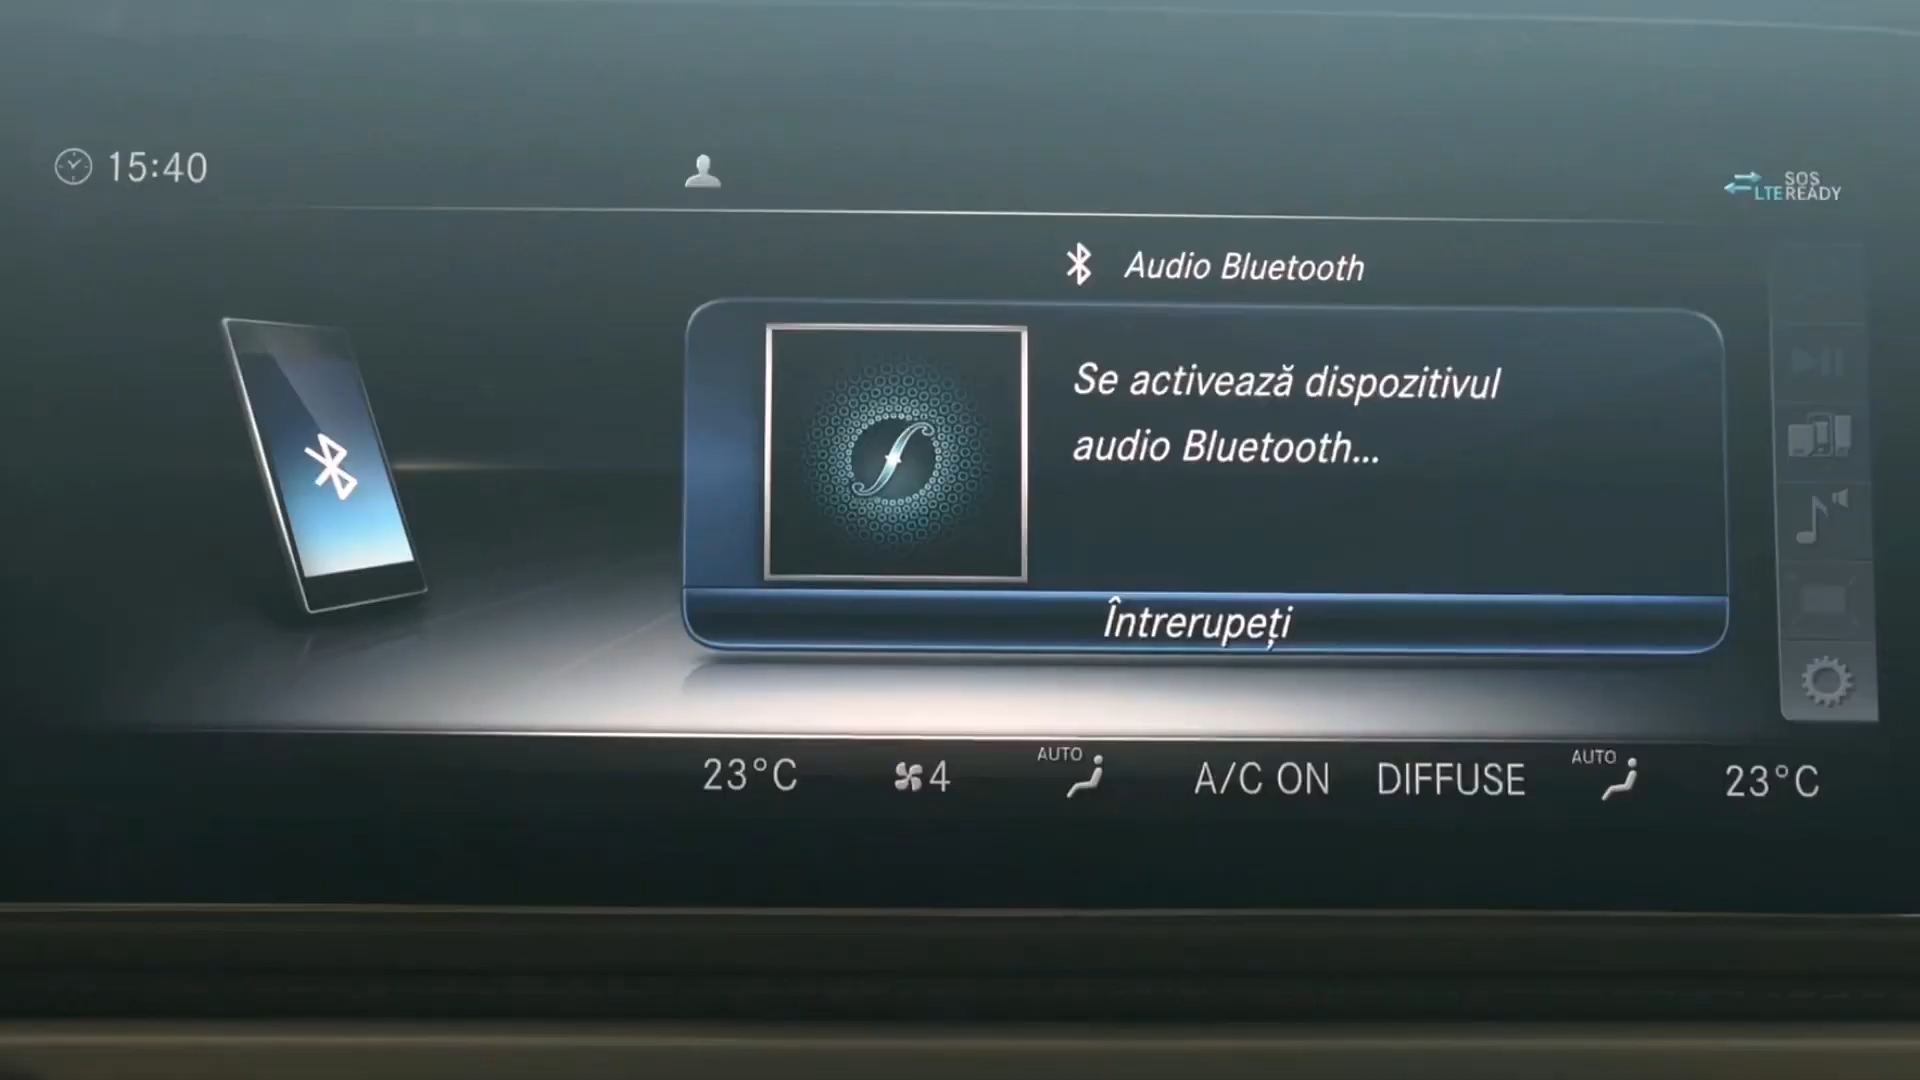 15:40
SOS
LTE READY
Audio Bluetooth
Se activează dispozitivul
audio Bluetooth...
Întrerupeți
23°C
4
AUTO
A/C ON
DIFFUSE
AUTO
23°C